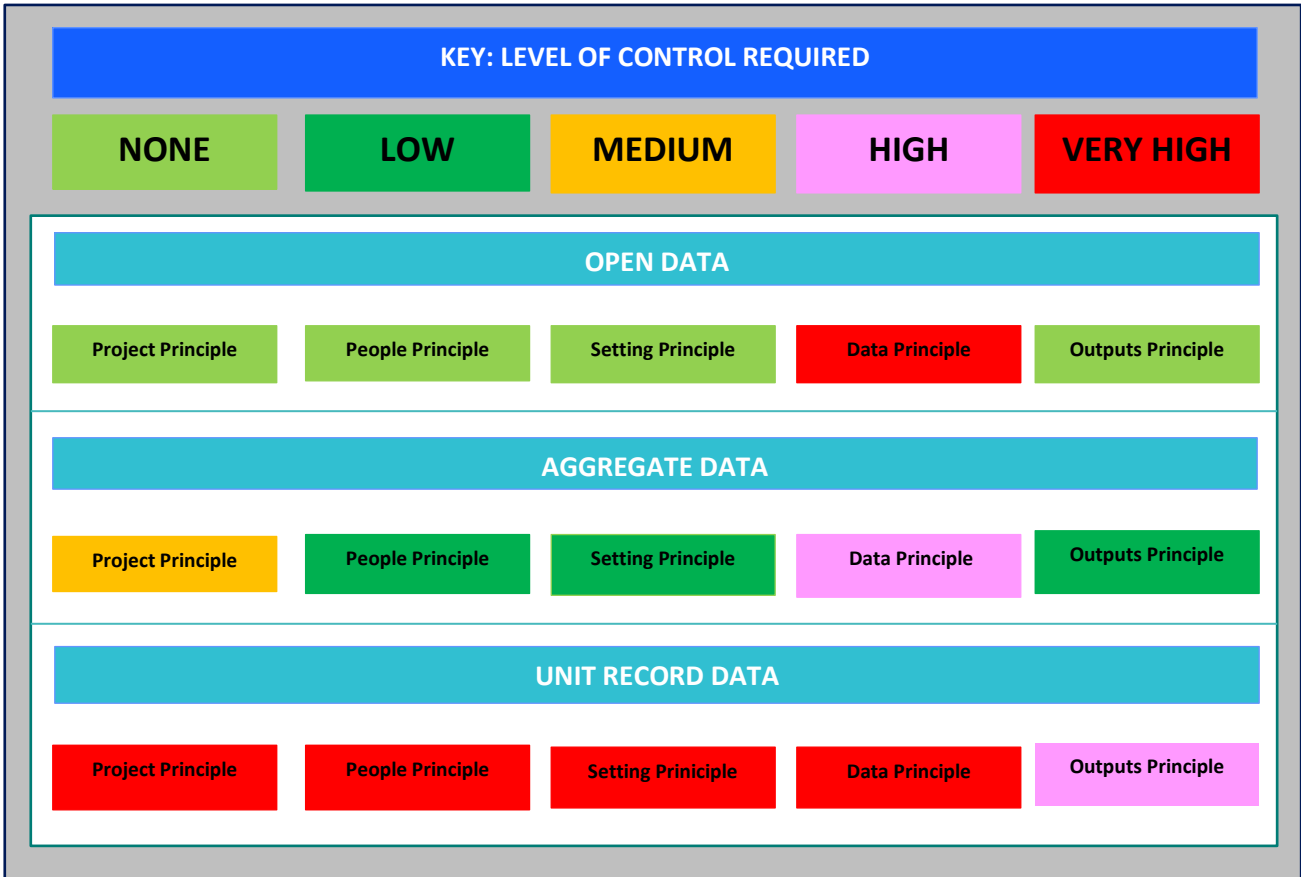 KEY: LEVEL OF CONTROL REQUIRED
NONE LOW MEDIUM HIGH VERY HIGH
OPEN DATA
Project Principle People Principle Setting Principle Data Principle Outputs Principle
AGGREGATE DATA
Project Principle People Principle Setting Principle Data Principle Outputs Principle
UNIT RECORD DATA
Project Principle People Principle Setting Priniciple Data Principle Outputs Principle